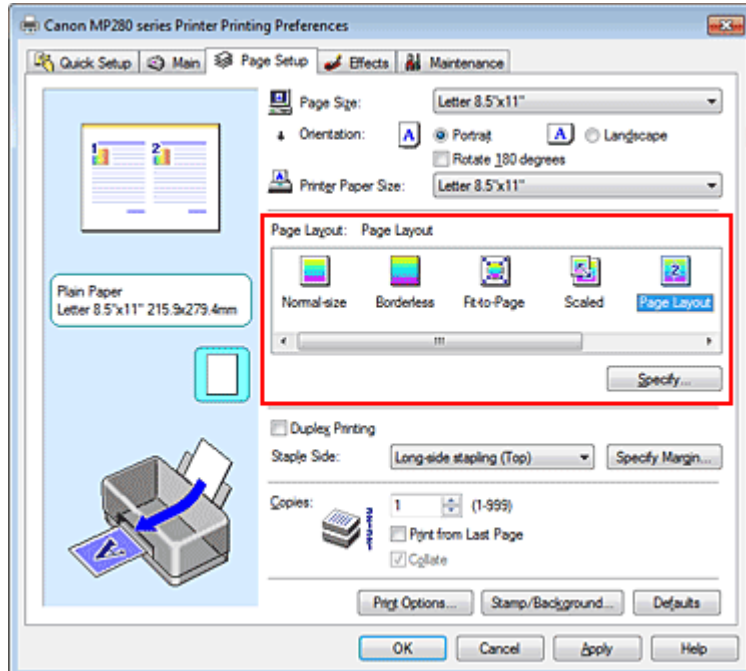 Canon MP280 series Printer Printing Preferences
Quick Setup Main Page Setup Effects Maintenance
Page Size: Letter 8.5"x11"
Orientation: A Portrait A Landscape
Rotate 180 degrees
Printer Paper Size: Letter 8.5"x11"
1 2
Page Layout: Page Layout
2
Normal-size Borderless Fit-to-Page Scaled Page Layout
Plain Paper
Letter 8.5"x11" 215.9x279.4mm
Specify...
Duplex Printing
Staple Side: Long-side stapling (Top) Specify Margin...
Copies: 1 (1-999)
Print from Last Page
Collate
A
Print Options... Stamp/Background... Defaults
OK Cancel Apply Help